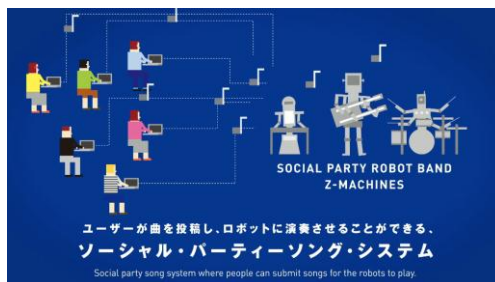 SOCIAL PARTY ROBOT BAND
Z-MACHINES
ユーザーが曲を投稿し、ロボットに演奏させることができる、
ソーシャル・パーティーソング・システム
Social party song system where people can submit songs for the robots to play.